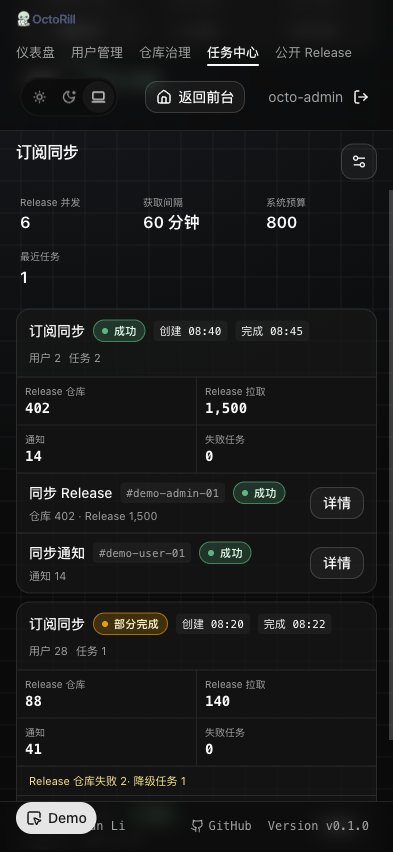 OctoRill
仪表盘 用户管理 仓库治理 任务中心 公开 Release
返回前台 octo-admin
订阅同步
Release 并发 获取间隔 系统预算
6 60 分钟 800
最近任务
1
订阅同步 成功 创建 08:40 完成 08:45
用户 2 任务 2
Release 仓库 Release 拉取
402 1,500
通知 失败任务
14 0
同步 Release #demo-admin-01 成功 详情
仓库 402 · Release 1,500
同步通知 #demo-user-01 成功 详情
通知 14
订阅同步 部分完成 创建 08:20 完成 08:22
用户 28 任务 1
Release 仓库 Release 拉取
88 140
通知 失败任务
41 0
Release 仓库失败 2· 降级任务 1
Demo Li GitHub Version v0.1.0